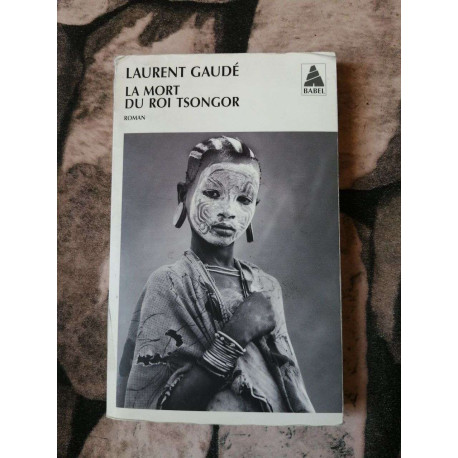 LAURENT GAUDÉ
LA MORT
DU ROI TSONGOR
ROMAN
BABEL